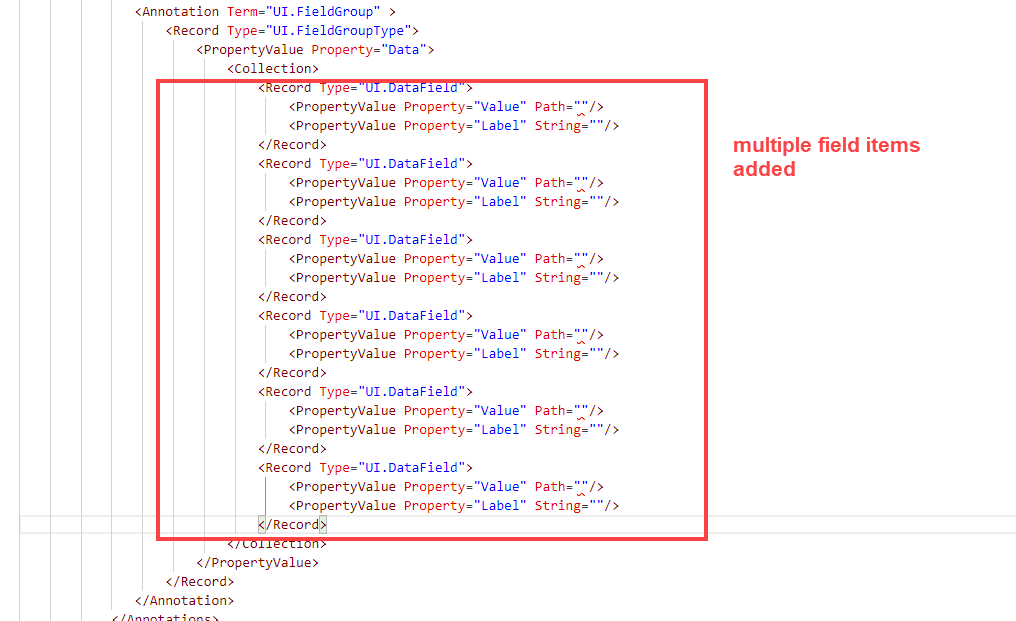 <Annotation Term="UI.FieldGroup" >
<Record Type="UI.FieldGroupType">
<PropertyValue Property="Data">
<Collection>
<Record Type="UI.DataField">
<PropertyValue Property="Value" Path=""/>
<PropertyValue Property="Label" String=""/>
</Record>
<Record Type="UI.DataField">
<PropertyValue Property="Value" Path=""/>
<PropertyValue Property="Label" String=""/>
</Record>
<Record Type="UI.DataField">
<PropertyValue Property="Value" Path=""/>
<PropertyValue Property="Label" String=""/>
</Record>
<Record Type="UI.DataField">
<PropertyValue Property="Value" Path=""/>
<PropertyValue Property="Label" String=""/>
</Record>
<Record Type="UI.DataField">
<PropertyValue Property="Value" Path=""/>
<PropertyValue Property="Label" String=""/>
</Record>
<Record Type="UI.DataField">
<PropertyValue Property="Value" Path=""/>
<PropertyValue Property="Label" String=""/>
</Record>
</Collection>
</PropertyValue>
</Record>
</Annotation>
</Annotations>
multiple field items
added